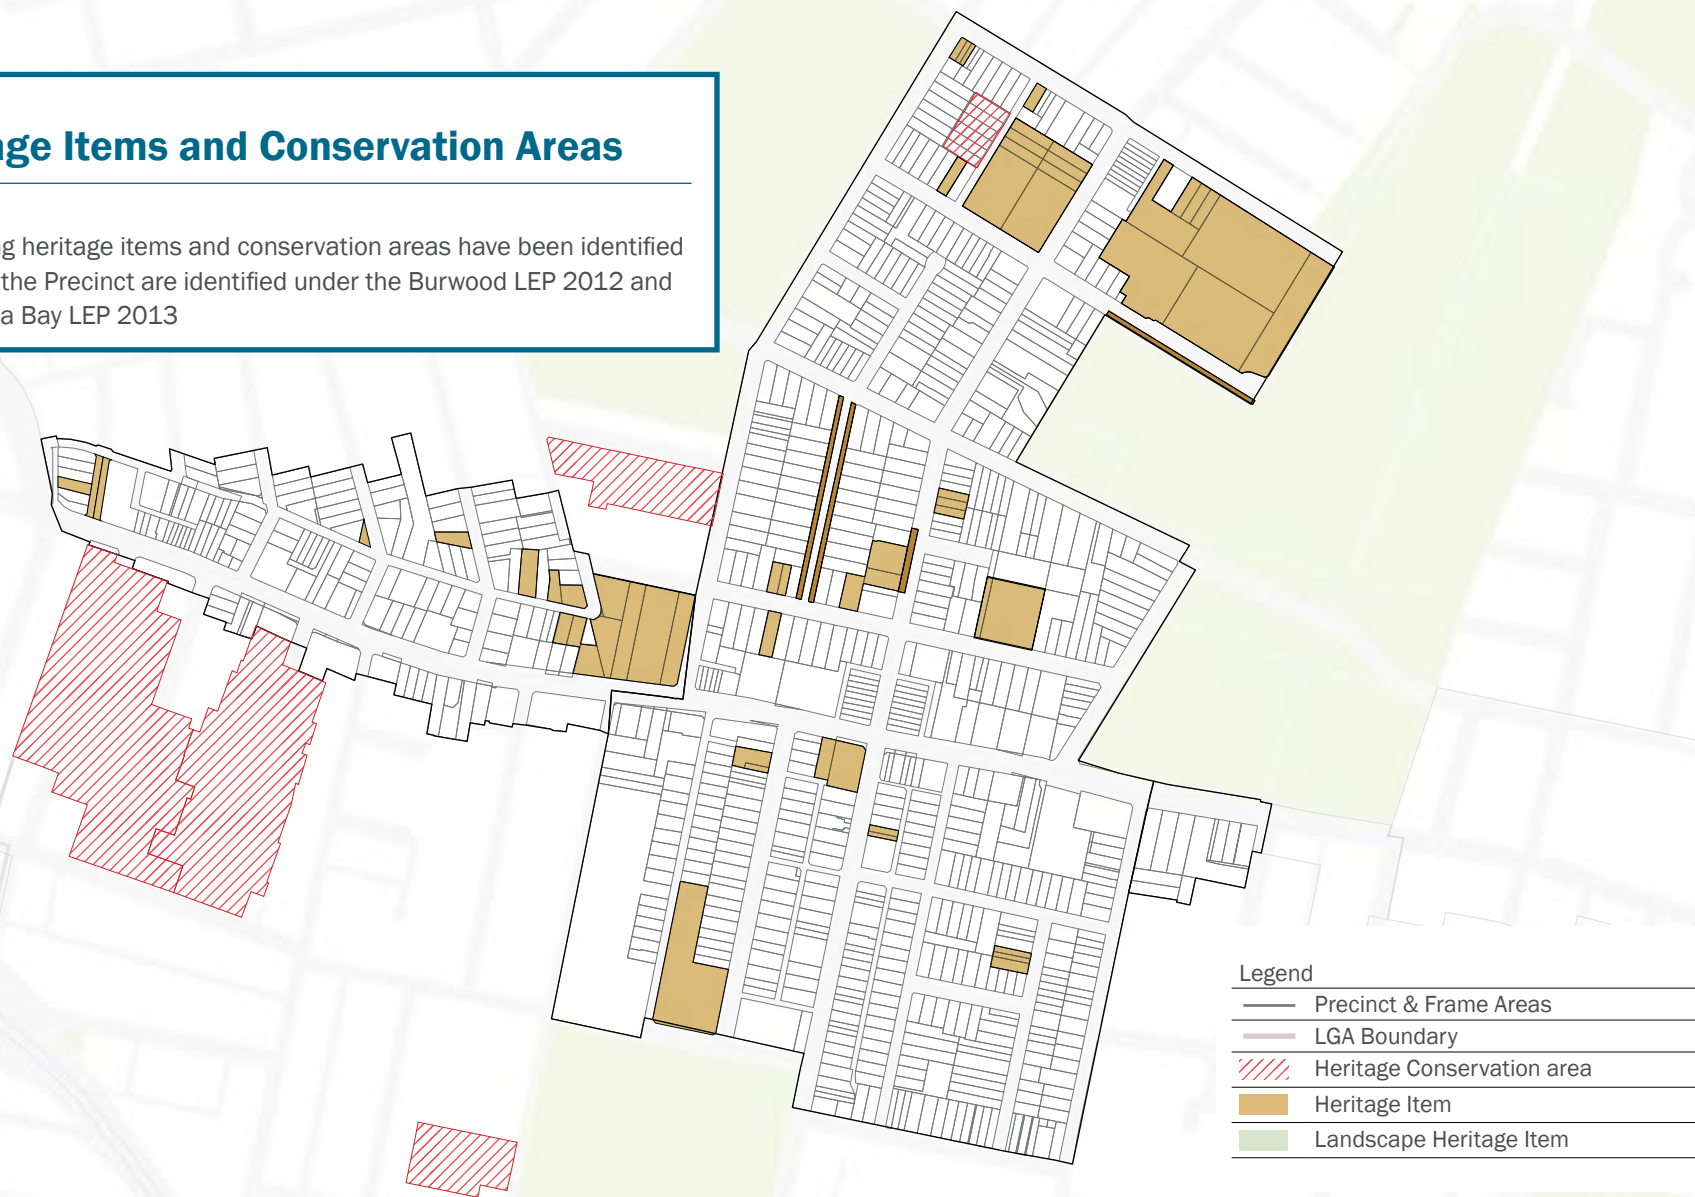 ge Items and Conservation Areas
g heritage items and conservation areas have been identified
the Precinct are identified under the Burwood LEP 2012 and
a Bay LEP 2013
Legend
Precinct & Frame Areas
LGA Boundary
Heritage Conservation area
Heritage Item
Landscape Heritage Item